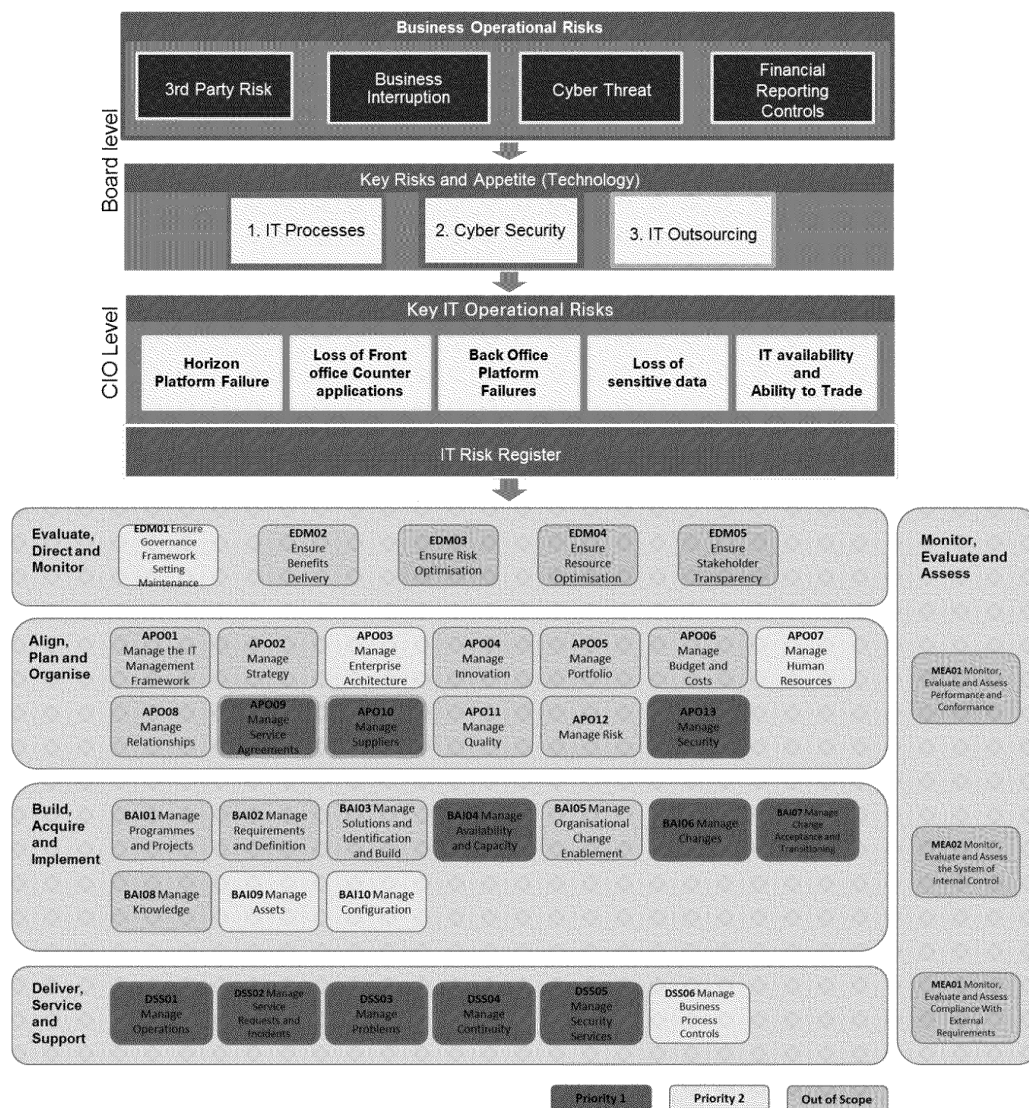 Business Operational Risks
3rd Party Risk
Business
Interruption
Cyber Threat
Financial
Reporting
Controls
Board level
Key Risks and Appetite (Technology)
1. IT Processes
2. Cyber Security
3. IT Outsourcing
CIO Level
Key IT Operational Risks
Horizon
Platform Failure
Loss of Front
office Counter
applications
Back Office
Platform
Failures
Loss of
sensitive data
IT availability
and
Ability to Trade
IT Risk Register
Evaluate,
Direct and
Monitor
EDM01 Ensure
Governance
Framework
Setting
Maintenance
EDM02
Ensure
Benefits
Delivery
EDM03
Ensure Risk
Optimisation
EDM04
Ensure
Resource
Optimisation
EDM05
Ensure
Stakeholder
Transparency
Align,
Plan and
Organise
APO01
Manage the IT
Management
Framework
APO02
Manage
Strategy
APO03
Manage
Enterprise
Architecture
APO04
Manage
Innovation
APO05
Manage
Portfolio
APO06
Manage
Budget and
Costs
APO07
Manage
Human
Resources
APO08
Manage
Relationships
APO09
Manage
Service
Agreements
APO10
Manage
Suppliers
APO11
Manage
Quality
APO12
Manage Risk
APO13
Manage
Security
Build,
Acquire
and
Implement
BAI01 Manage
Programmes
and Projects
BAI02 Manage
Requirements
and Definition
BAI03 Manage
Solutions and
Identification
and Build
BAI04 Manage
Availability
and Capacity
BAI05 Manage
Organisational
Change
Enablement
BAI06 Manage
Changes
BAI07 Manage
Change
Acceptance and
Transitioning
BAI08 Manage
Knowledge
BAI09 Manage
Assets
BAI10 Manage
Configuration
Deliver,
Service
and
Support
DSS01
Manage
Operations
DSS02 Manage
Service
Requests and
Incidents
DSS03
Manage
Problems
DSS04
Manage
Continuity
DSS05
Manage
Security
Services
DSS06 Manage
Business
Process
Controls
Monitor,
Evaluate and
Assess
MEA01 Monitor,
Evaluate and Assess
Performance and
Conformance
MEA02 Monitor,
Evaluate and Assess
the System of
Internal Control
MEA01 Monitor,
Evaluate and Assess
Compliance With
External
Requirements
Priority 1
Priority 2
Out of Scope